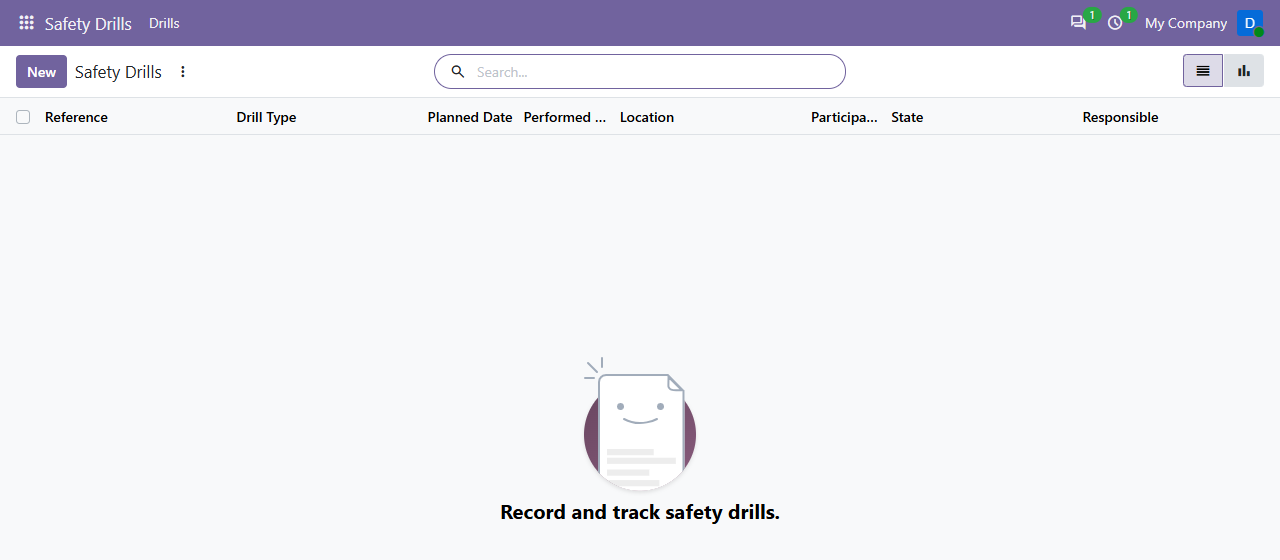 Safety Drills Drills 1 1 My Company D
New Safety Drills Search...
Reference Drill Type Planned Date Performed ... Location Participa... State Responsible
Record and track safety drills.